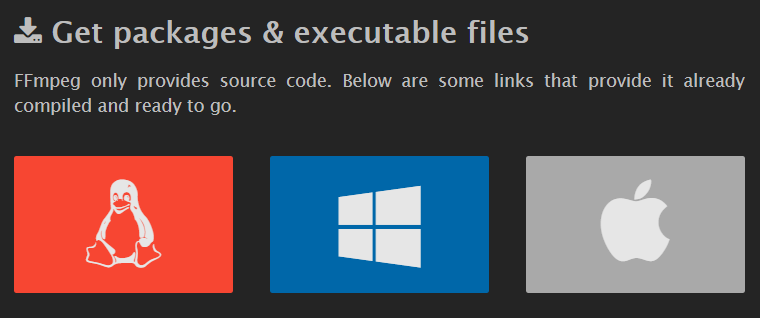 Get packages & executable files
FFmpeg only provides source code. Below are some links that provide it already
compiled and ready to go.